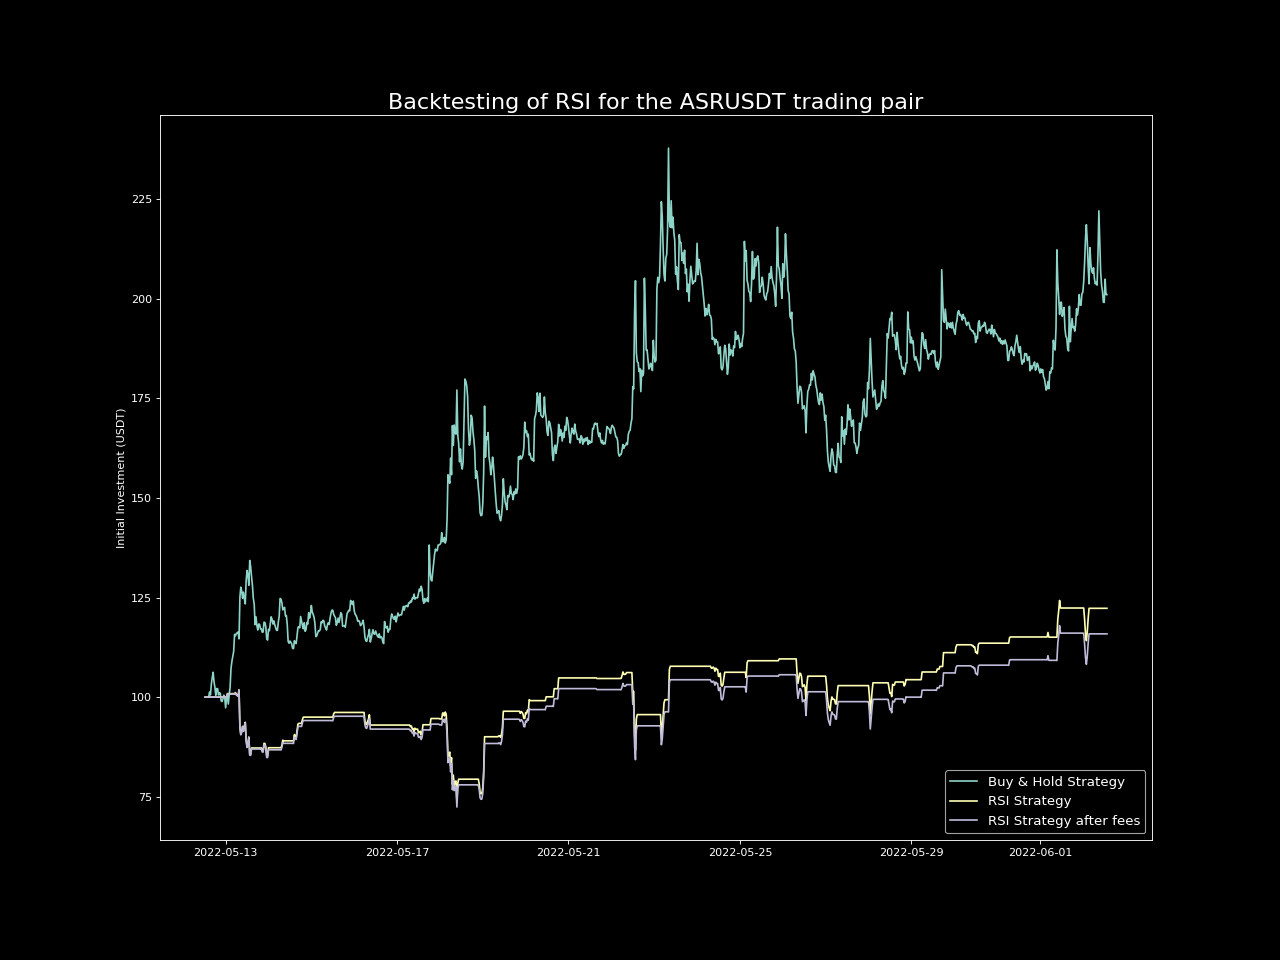 Backtesting of RSI for the ASRUSDT trading pair
Initial Investment (USDT)
225
200
175
150
125
100
75
2022-05-13
2022-05-17
2022-05-21
2022-05-25
2022-05-29
2022-06-01
Buy & Hold Strategy
RSI Strategy
RSI Strategy after fees